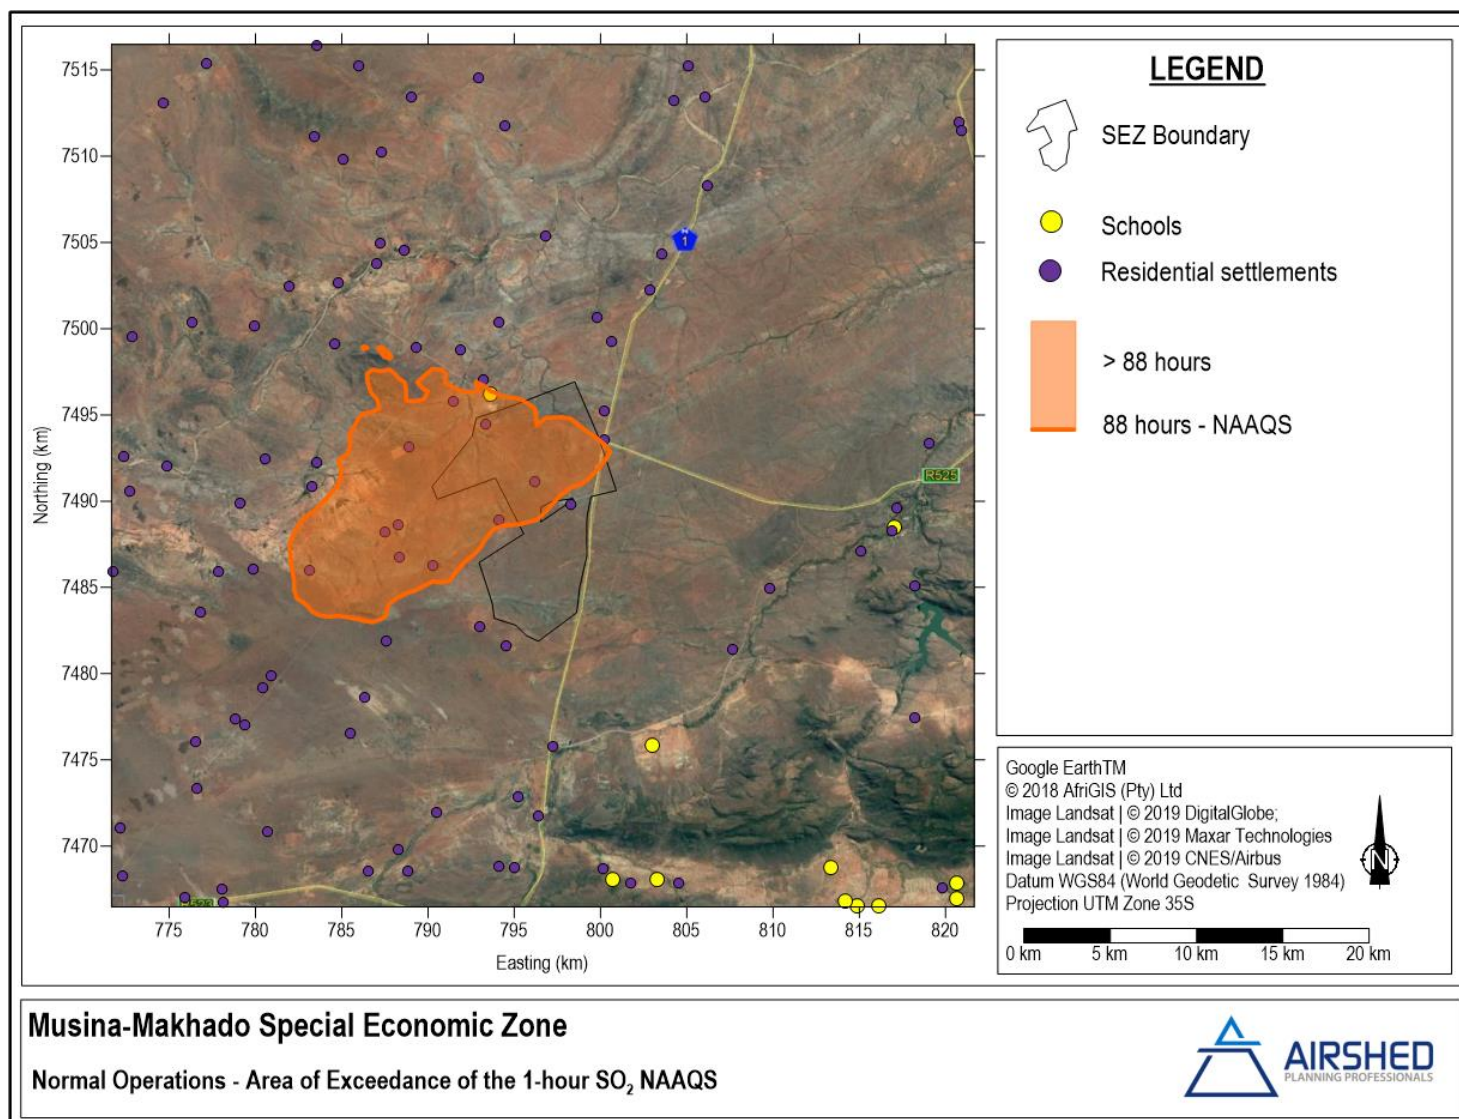 7515
7510
7505
7500
7495
7490
7485
7480
7475
7470
Northing (km)
775
780
785
790
795
800
805
810
815
820
Easting (km)
1
R525
LEGEND
SEZ Boundary
Schools
Residential settlements
> 88 hours
88 hours - NAAQS
Google EarthTM
© 2018 AfriGIS (Pty) Ltd
Image Landsat | © 2019 DigitalGlobe;
Image Landsat | © 2019 Maxar Technologies
Image Landsat | © 2019 CNES/Airbus
Datum WGS84 (World Geodetic Survey 1984)
Projection UTM Zone 35S
N
0 km 5 km 10 km 15 km 20 km
Musina-Makhado Special Economic Zone
Normal Operations - Area of Exceedance of the 1-hour SO₂ NAAQS
AIRSHED
PLANNING PROFESSIONALS